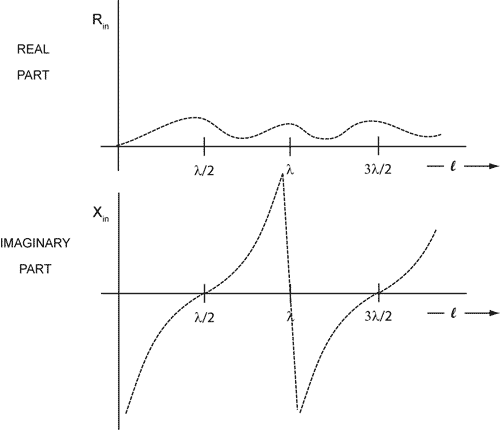 R_in
REAL
PART
λ/2 λ 3λ/2 ℓ
X_in
IMAGINARY
PART
λ/2 λ 3λ/2 ℓ